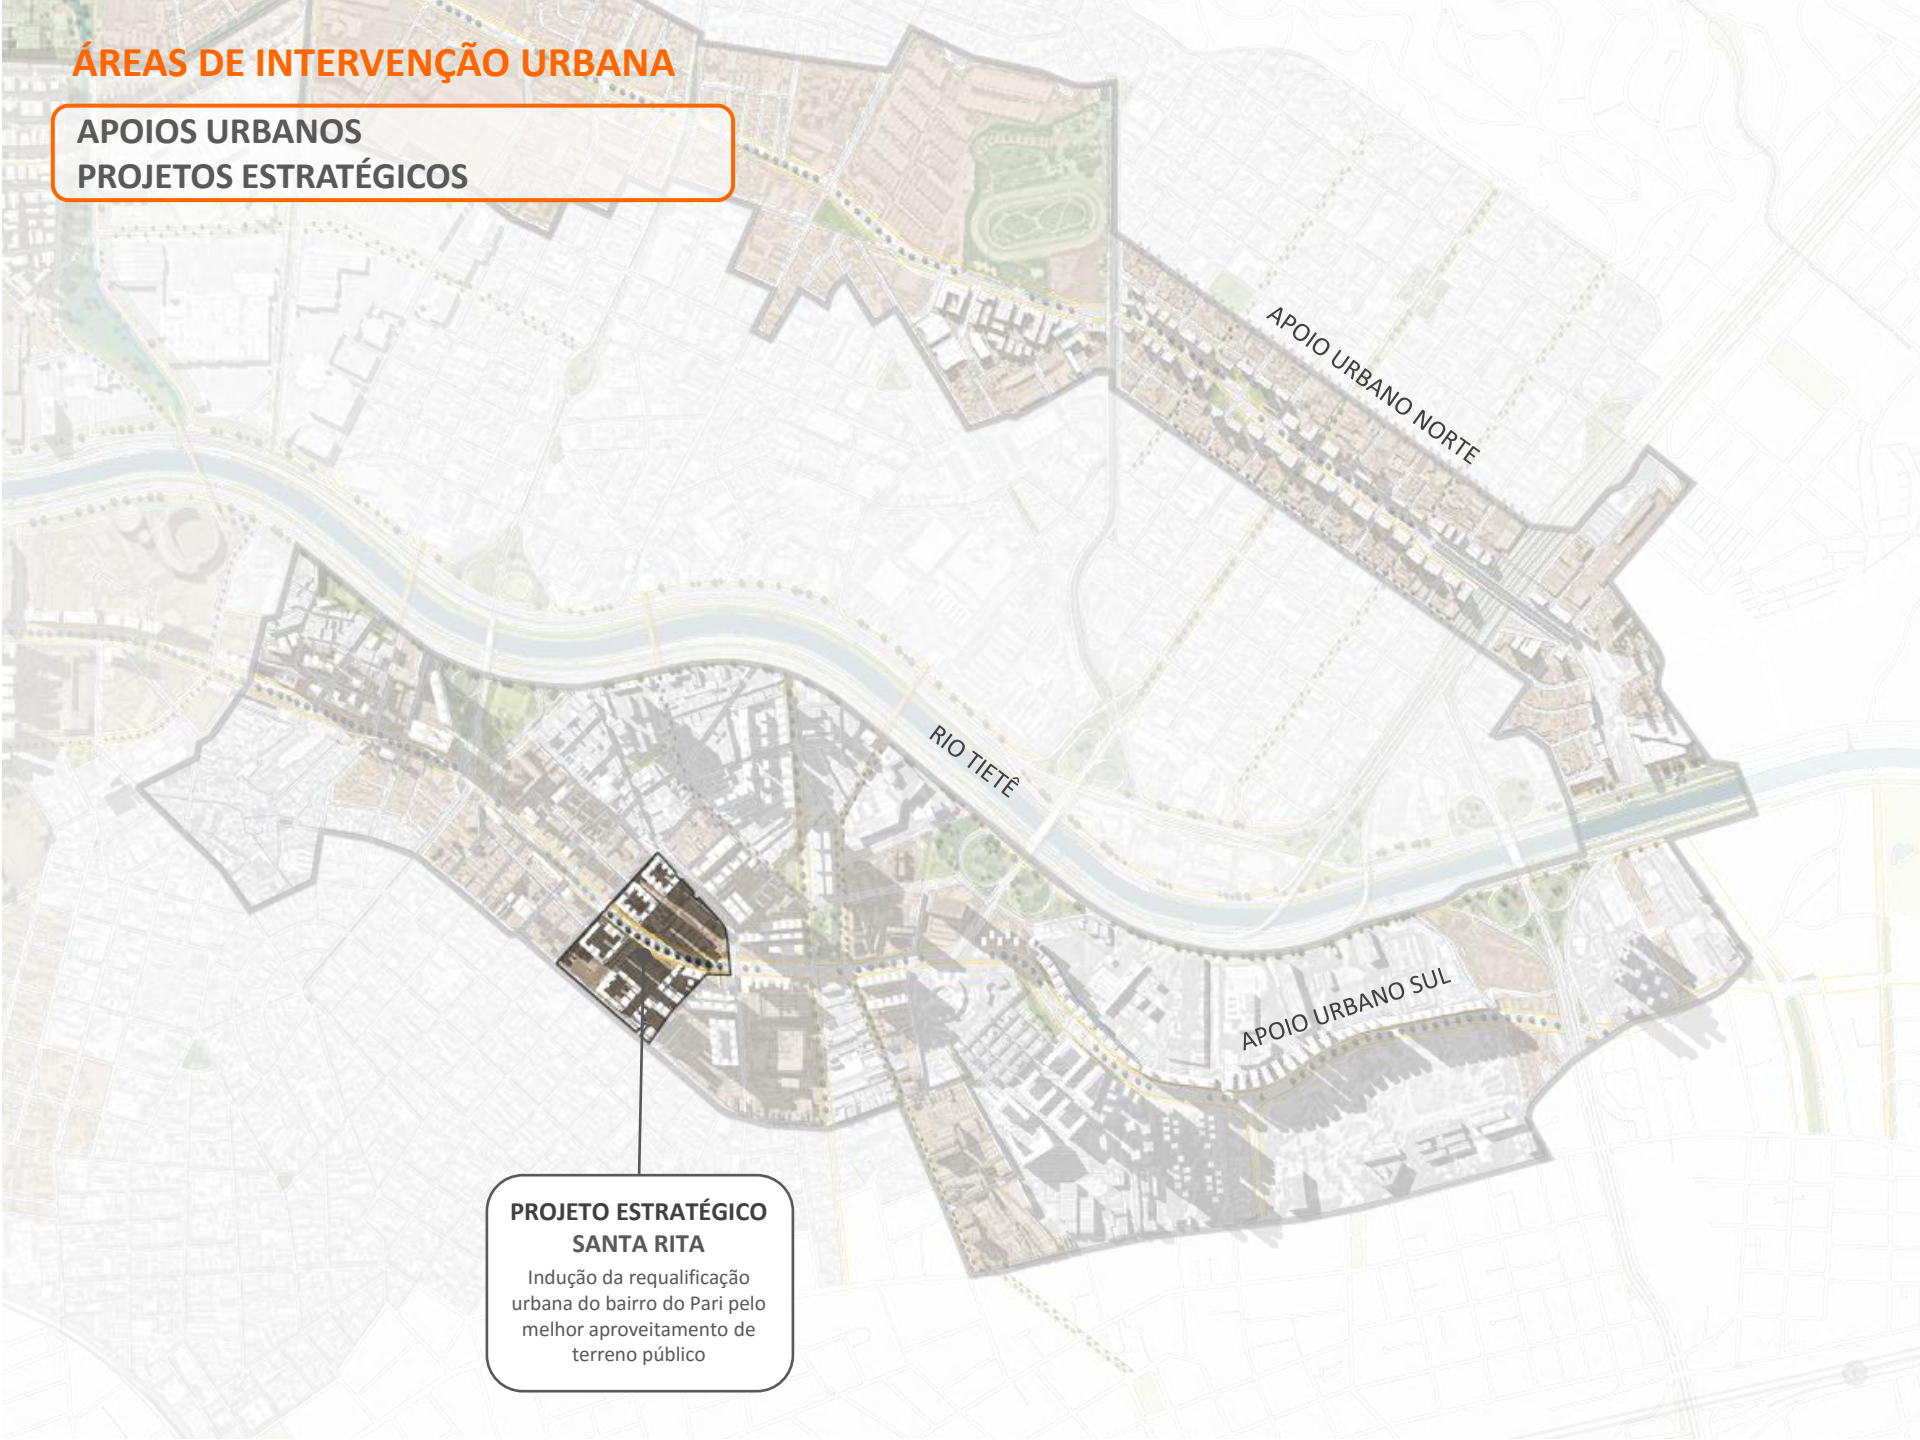 ÁREAS DE INTERVENÇÃO URBANA
APOIOS URBANOS
PROJETOS ESTRATÉGICOS
APOIO URBANO NORTE
RIO TIETÊ
APOIO URBANO SUL
PROJETO ESTRATÉGICO
SANTA RITA
Indução da requalificação
urbana do bairro do Pari pelo
melhor aproveitamento de
terreno público